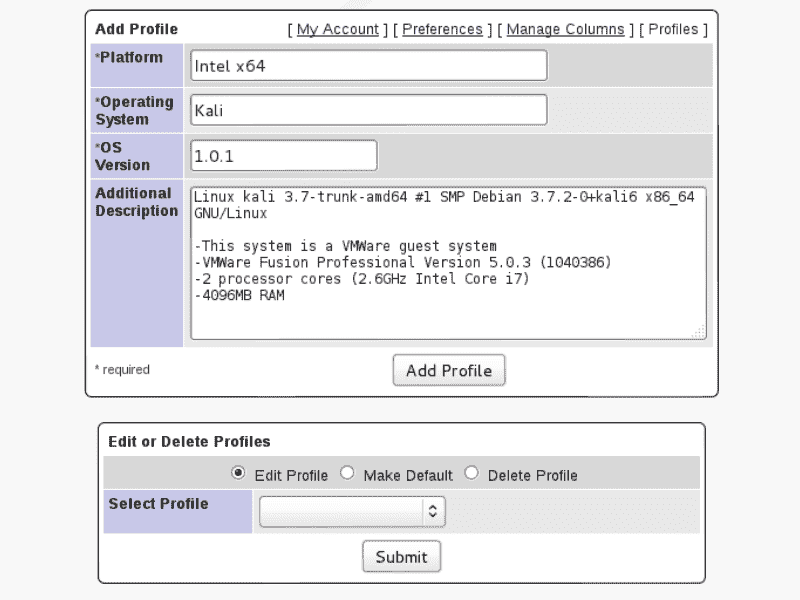 Add Profile [ My Account ] [ Preferences ] [ Manage Columns ] [ Profiles ]
*Platform Intel x64
*Operating System Kali
*OS Version 1.0.1
Additional Description
Linux kali 3.7-trunk-amd64 #1 SMP Debian 3.7.2-0+kali6 x86_64
GNU/Linux
-This system is a VMWare guest system
-VMWare Fusion Professional Version 5.0.3 (1040386)
-2 processor cores (2.6GHz Intel Core i7)
-4096MB RAM
* required Add Profile
Edit or Delete Profiles
Edit Profile Make Default Delete Profile
Select Profile
Submit